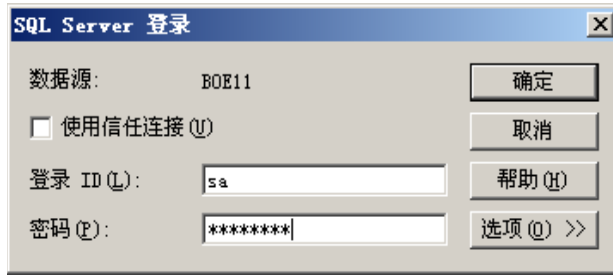 SQL Server 登录
数据源: BOE11
确定
使用信任连接(U)
取消
登录 ID(L): sa
帮助(H)
密码(P): ********
选项(O) >>